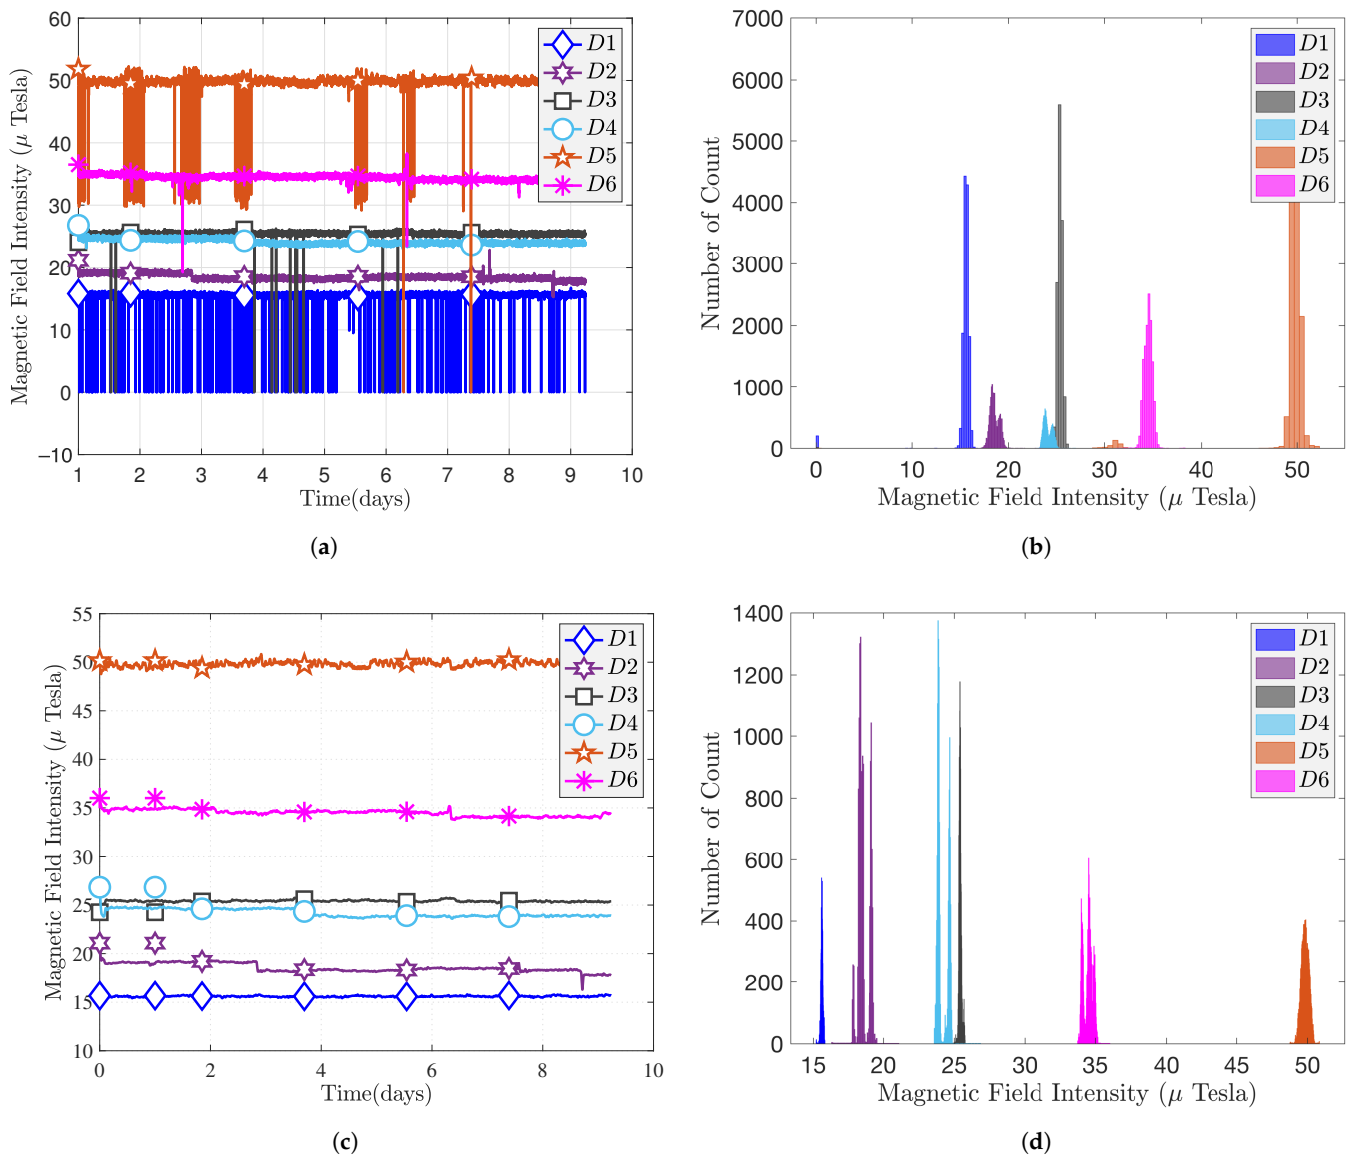 60
50
40
30
20
10
0
−10
Magnetic Field Intensity (µ Tesla)
1 2 3 4 5 6 7 8 9 10
Time(days)
D1
D2
D3
D4
D5
D6
(a)
7000
6000
5000
4000
3000
2000
1000
0
Number of Count
0 10 20 30 40 50
Magnetic Field Intensity (µ Tesla)
D1
D2
D3
D4
D5
D6
(b)
55
50
45
40
35
30
25
20
15
10
Magnetic Field Intensity (µ Tesla)
0 2 4 6 8 10
Time(days)
D1
D2
D3
D4
D5
D6
(c)
1400
1200
1000
800
600
400
200
0
Number of Count
15 20 25 30 35 40 45 50
Magnetic Field Intensity (µ Tesla)
D1
D2
D3
D4
D5
D6
(d)